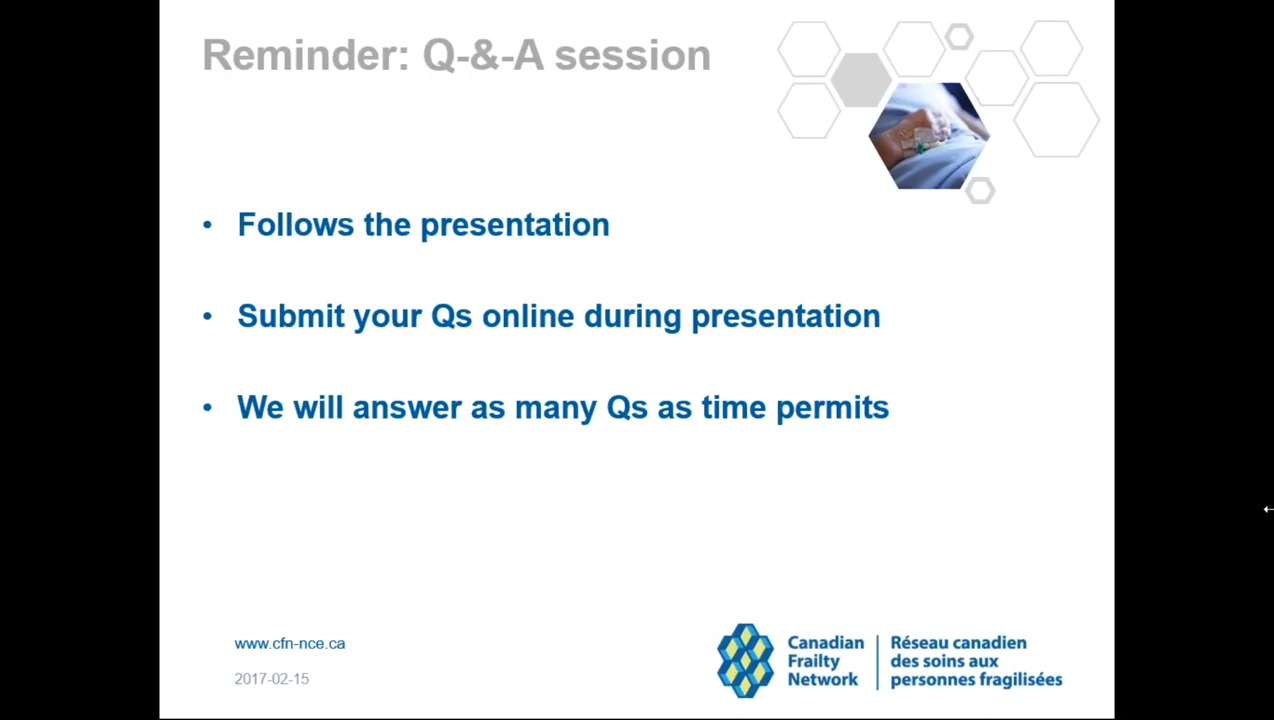 Reminder: Q-&-A session
• Follows the presentation
• Submit your Qs online during presentation
• We will answer as many Qs as time permits
www.cfn-nce.ca
2017-02-15
Canadian
Frailty
Network
Réseau canadien
des soins aux
personnes fragilisées